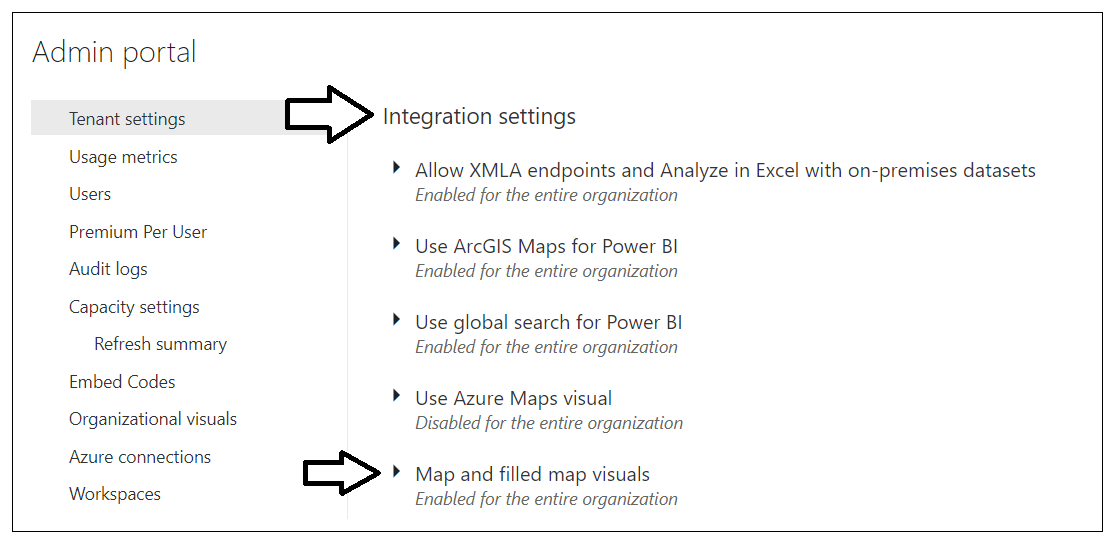 Admin portal
Tenant settings
Usage metrics
Users
Premium Per User
Audit logs
Capacity settings
Refresh summary
Embed Codes
Organizational visuals
Azure connections
Workspaces
Integration settings
Allow XMLA endpoints and Analyze in Excel with on-premises datasets
Enabled for the entire organization
Use ArcGIS Maps for Power BI
Enabled for the entire organization
Use global search for Power BI
Enabled for the entire organization
Use Azure Maps visual
Disabled for the entire organization
Map and filled map visuals
Enabled for the entire organization